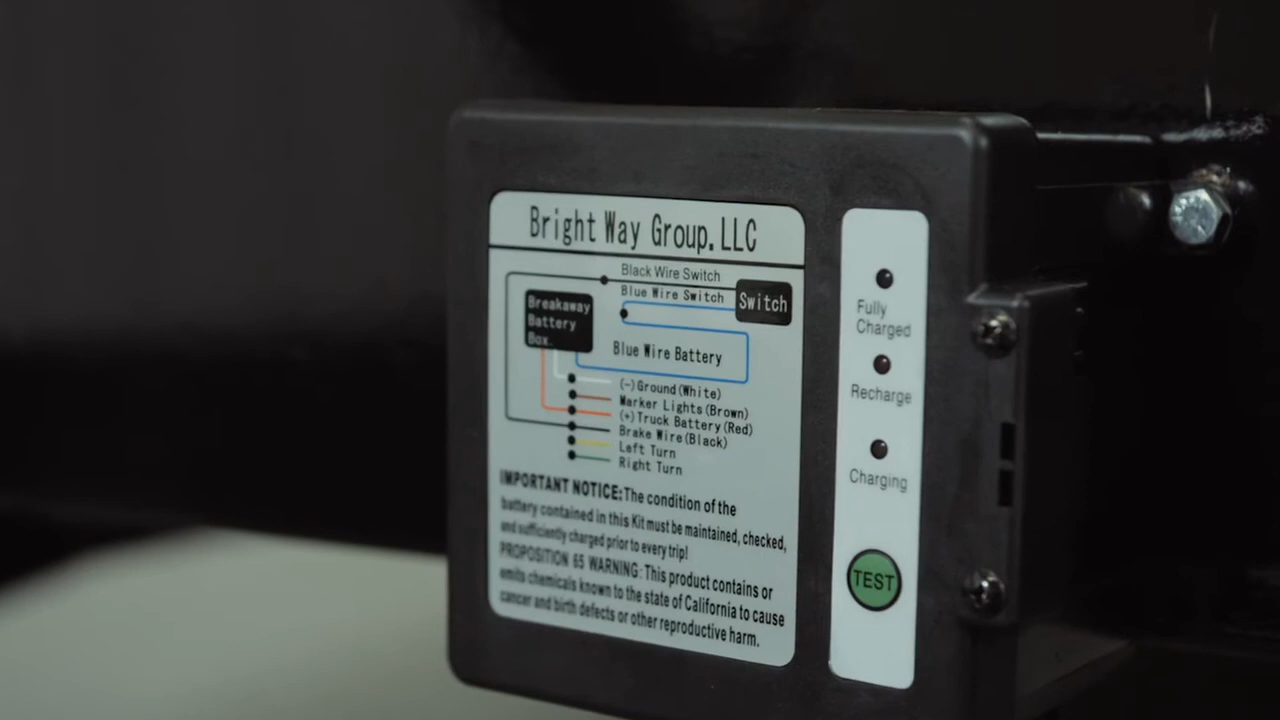 Bright Way Group.LLC
Black Wire Switch
Blue Wire Switch
Switch
Breakaway
Battery
Box.
Blue Wire Battery
(-)Ground(White)
Marker Lights(Brown)
(+)Truck Battery(Red)
Brake Wire(Black)
Left Turn
Right Turn
IMPORTANT NOTICE:The condition of the
battery contained in this Kit must be maintained, checked,
and sufficiently charged prior to every trip!
PROPOSITION 65 WARNING: This product contains or
emits chemicals known to the state of California to cause
cancer and birth defects or other reproductive harm.
Fully
Charged
Recharge
Charging
TEST